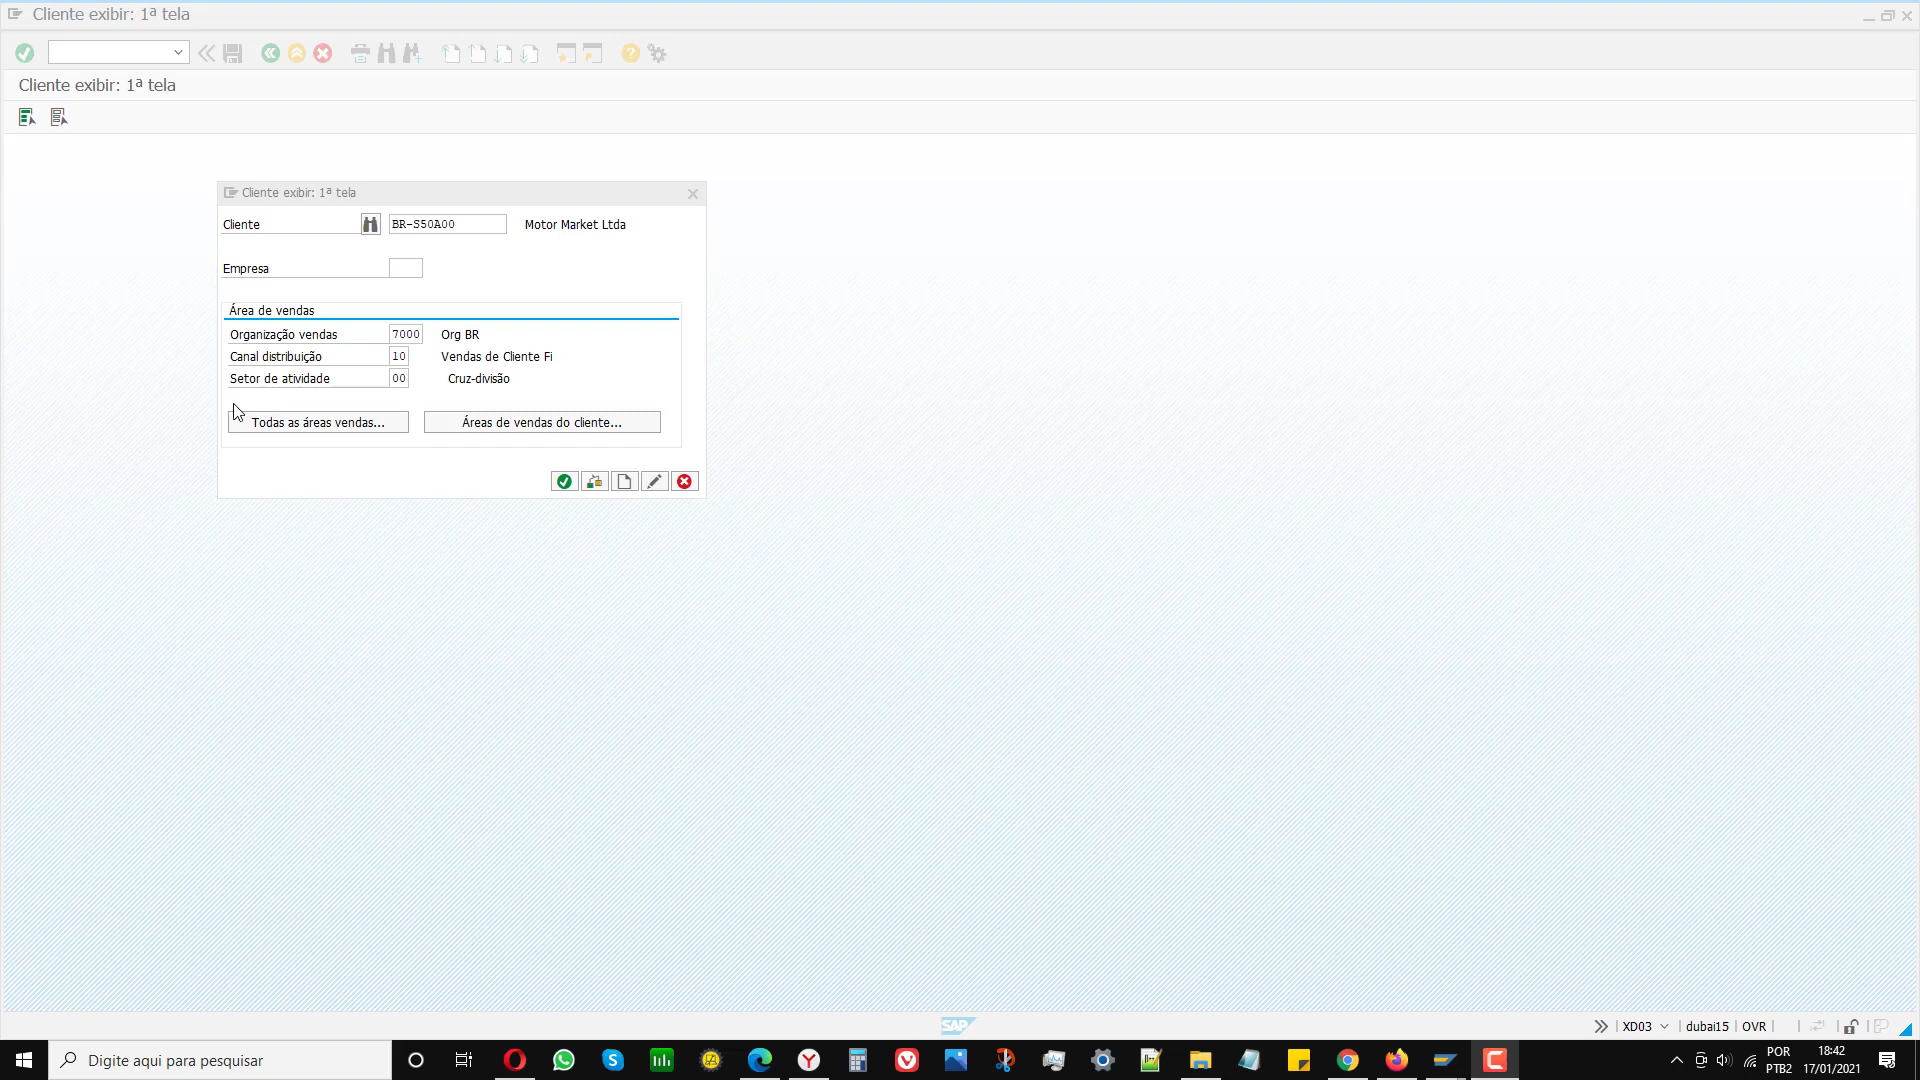 Cliente exibir: 1ª tela
Cliente exibir: 1ª tela
Cliente exibir: 1ª tela
Cliente BR-S50A00 Motor Market Ltda
Empresa
Área de vendas
Organização vendas 7000 Org BR
Canal distribuição 10 Vendas de Cliente Fi
Setor de atividade 00 Cruz-divisão
Todas as áreas vendas... Áreas de vendas do cliente...
SAP XD03 dubai15 OVR
Digite aqui para pesquisar
POR 18:42
PTB2 17/01/2021